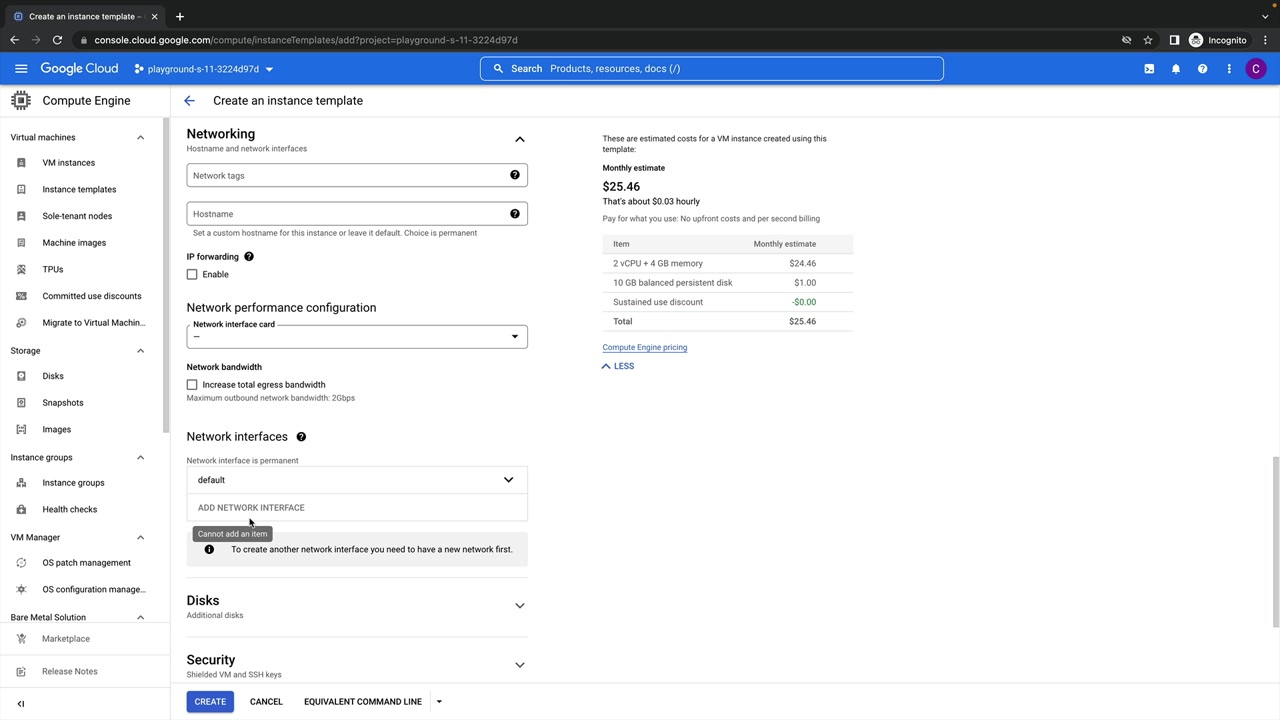 Create an instance template –
console.cloud.google.com/compute/instanceTemplates/add?project=playground-s-11-3224d97d
Incognito
Google Cloud
playground-s-11-3224d97d
Search Products, resources, docs (/)
C
Compute Engine
Create an instance template
Virtual machines
VM instances
Instance templates
Sole-tenant nodes
Machine images
TPUs
Committed use discounts
Migrate to Virtual Machin...
Storage
Disks
Snapshots
Images
Instance groups
Instance groups
Health checks
VM Manager
OS patch management
OS configuration manage...
Bare Metal Solution
Marketplace
Release Notes
Networking
Hostname and network interfaces
Network tags
Hostname
Set a custom hostname for this instance or leave it default. Choice is permanent
IP forwarding
Enable
Network performance configuration
Network interface card
–
Network bandwidth
Increase total egress bandwidth
Maximum outbound network bandwidth: 2Gbps
Network interfaces
Network interface is permanent
default
ADD NETWORK INTERFACE
Cannot add an item
To create another network interface you need to have a new network first.
Disks
Additional disks
Security
Shielded VM and SSH keys
CREATE CANCEL EQUIVALENT COMMAND LINE
These are estimated costs for a VM instance created using this
template:
Monthly estimate
$25.46
That's about $0.03 hourly
Pay for what you use: No upfront costs and per second billing
Item Monthly estimate
2 vCPU + 4 GB memory $24.46
10 GB balanced persistent disk $1.00
Sustained use discount -$0.00
Total $25.46
Compute Engine pricing
LESS